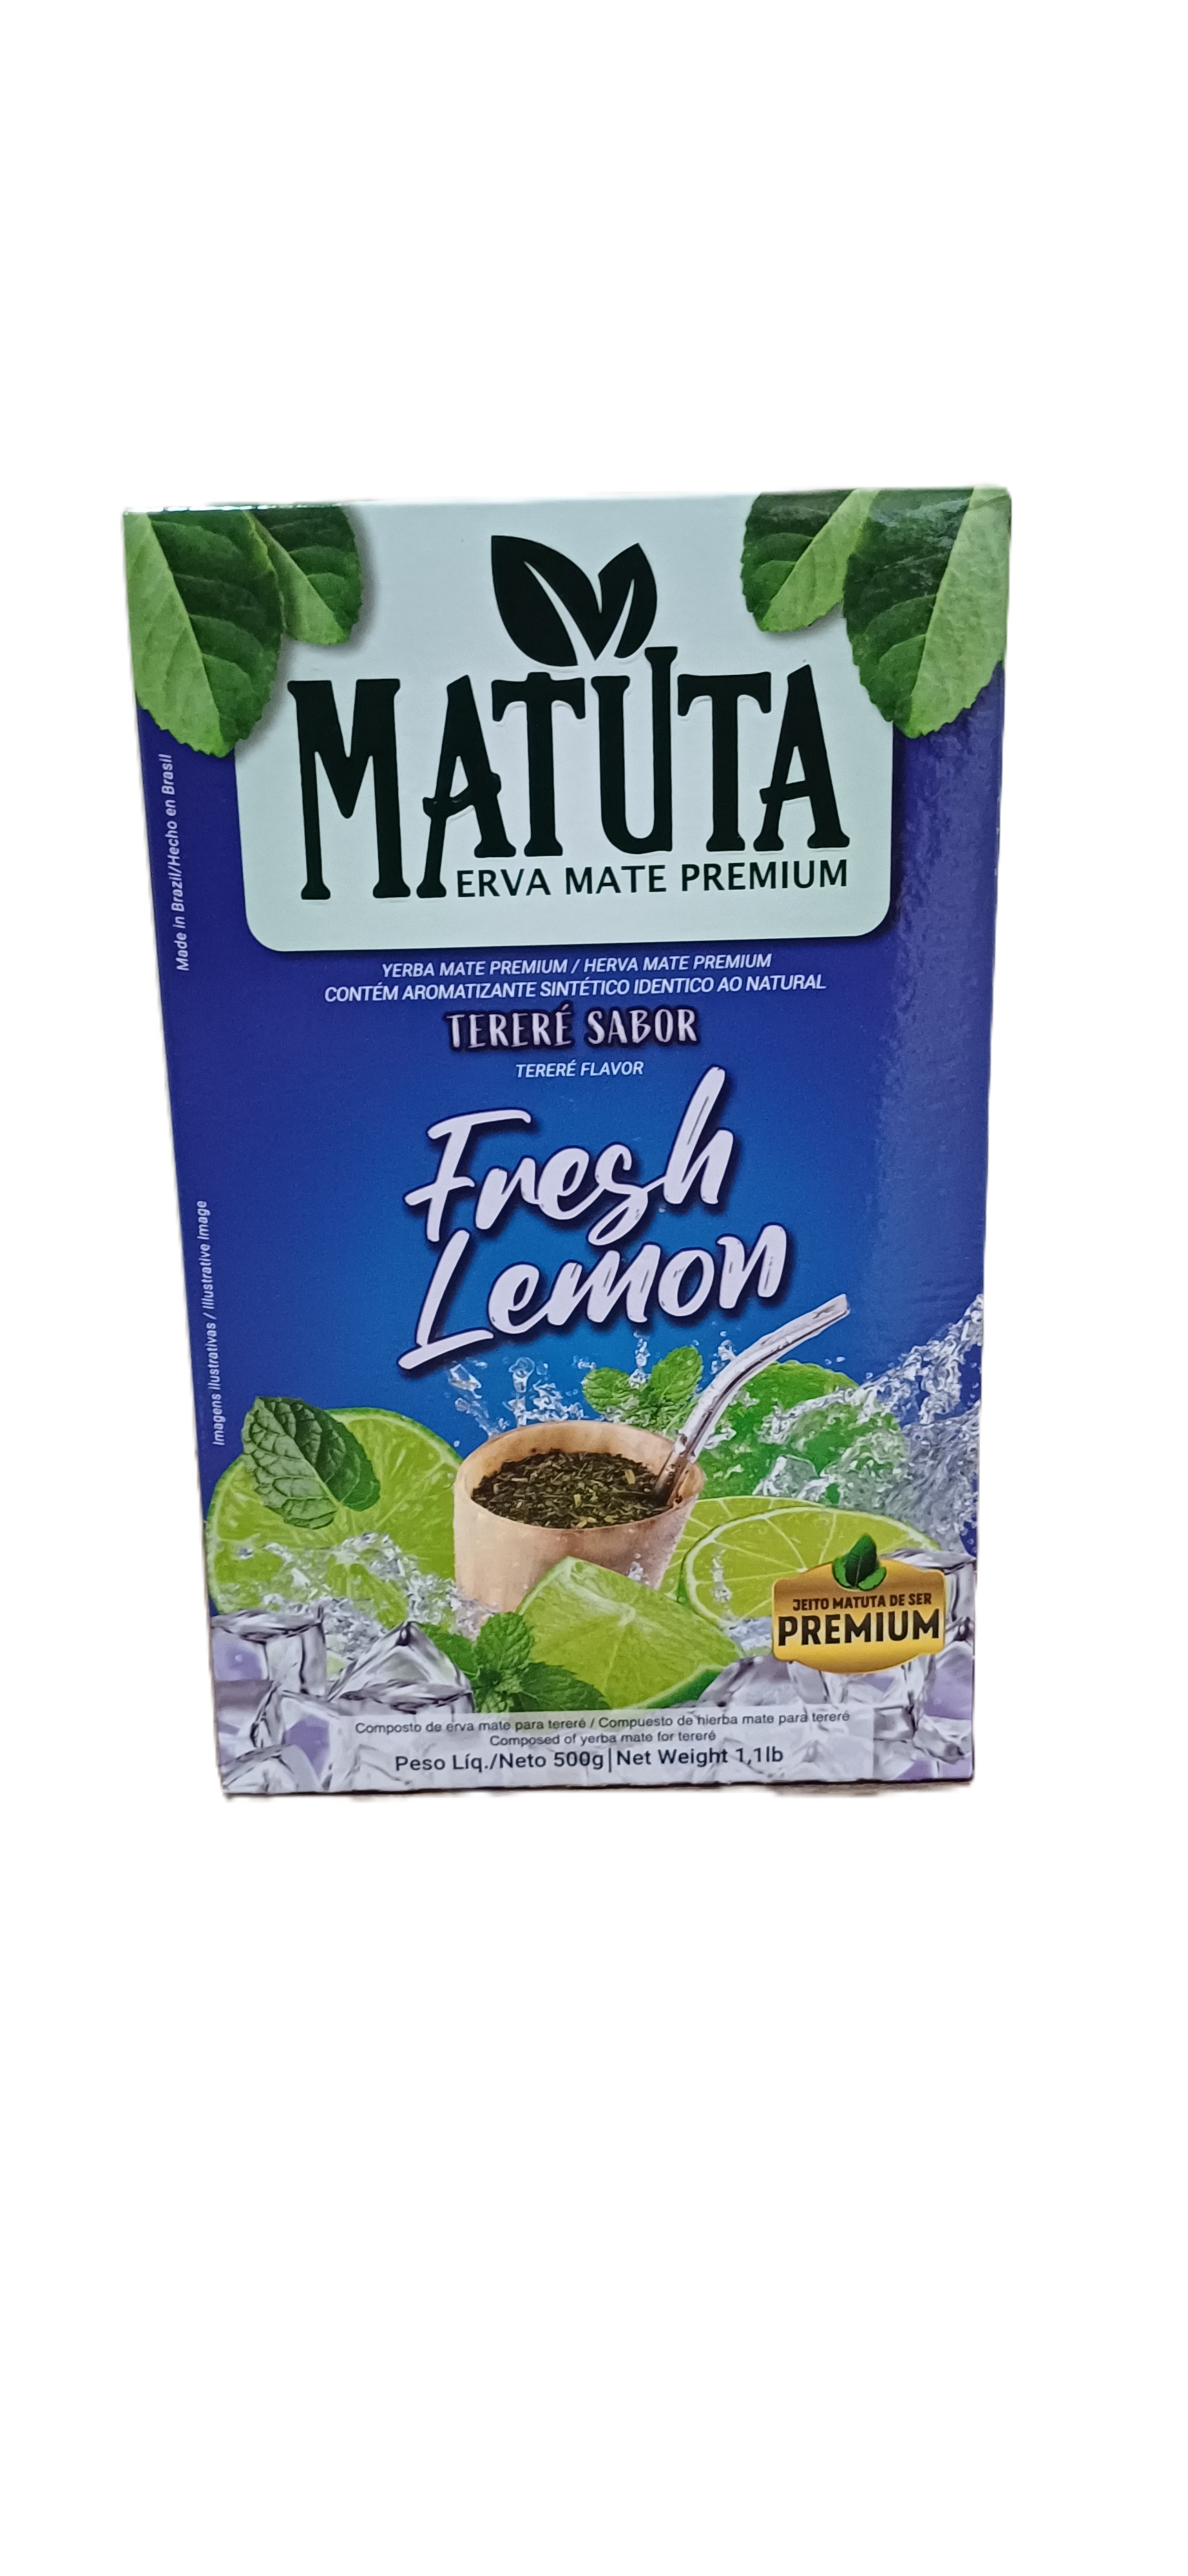 MATUTA
ERVA MATE PREMIUM
YERBA MATE PREMIUM / HERVA MATE PREMIUM
CONTÉM AROMATIZANTE SINTÉTICO IDENTICO AO NATURAL
TERERÉ SABOR
TERERÉ FLAVOR
Fresh
Lemon
Made in Brazil/Hecho en Brasil
Imagens ilustrativas / Illustrative Image
JEITO MATUTA DE SER
PREMIUM
Composto de erva mate para tereré / Compuesto de hierba mate para tereré
Composed of yerba mate for tereré
Peso Líq./Neto 500g|Net Weight 1,1lb